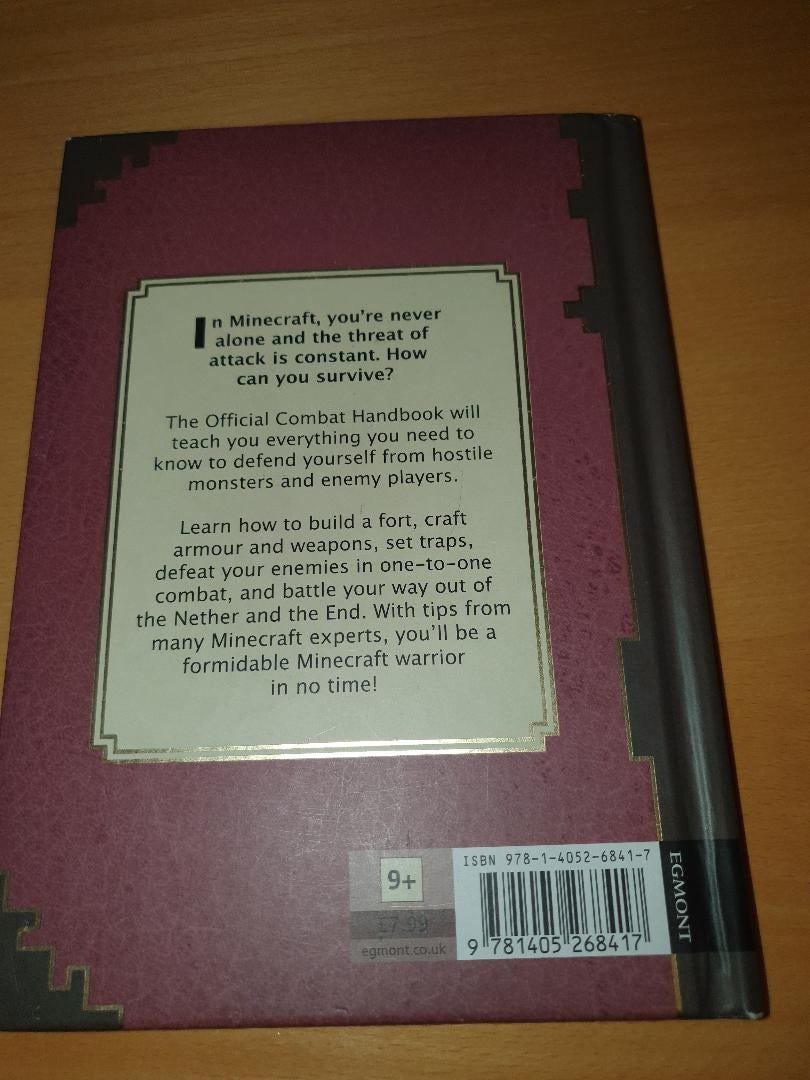 In Minecraft, you're never
alone and the threat of
attack is constant. How
can you survive?
The Official Combat Handbook will
teach you everything you need to
know to defend yourself from hostile
monsters and enemy players.
Learn how to build a fort, craft
armour and weapons, set traps,
defeat your enemies in one-to-one
combat, and battle your way out of
the Nether and the End. With tips from
many Minecraft experts, you'll be a
formidable Minecraft warrior
in no time!
9+
£7.99
egmont.co.uk
ISBN 978-1-4052-6841-7
9 781405 268417
EGMONT